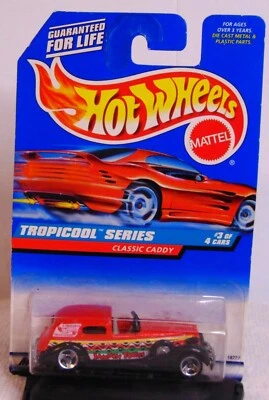 GUARANTEED
FOR LIFE
FOR AGES
OVER 3 YEARS
DIE CAST METAL &
PLASTIC PARTS.
HOT WHEELS
MATTEL
TROPICOOL™ SERIES
CLASSIC CADDY
#3 OF
4 CARS